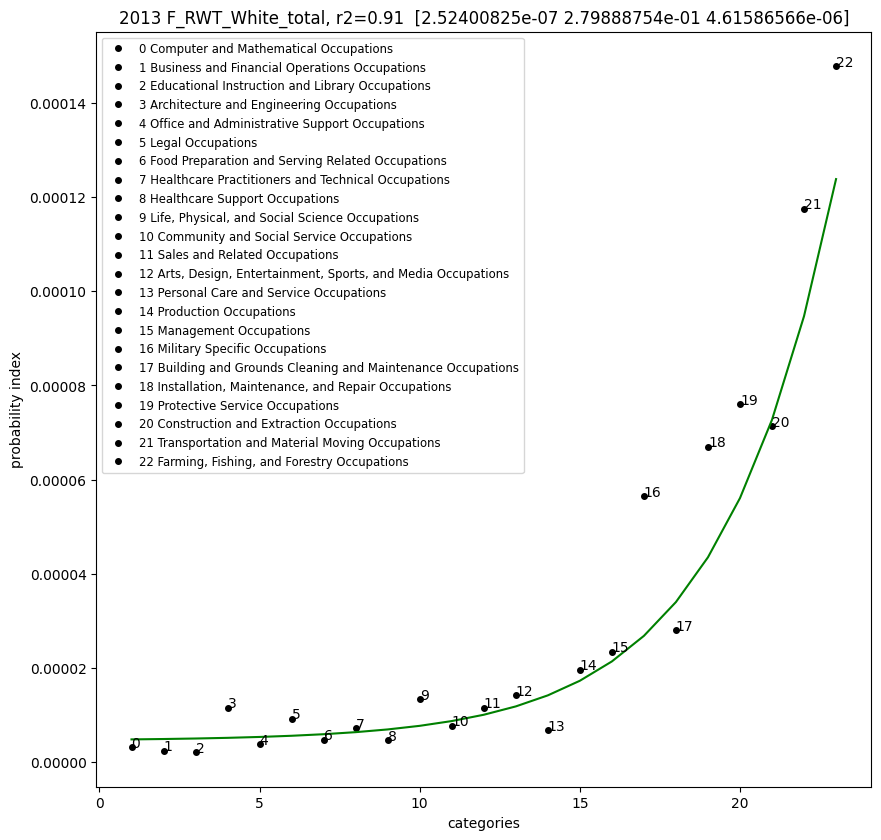 2013 F_RWT_White_total, r2=0.91 [2.52400825e-07 2.79888754e-01 4.61586566e-06]
0 Computer and Mathematical Occupations
1 Business and Financial Operations Occupations
2 Educational Instruction and Library Occupations
3 Architecture and Engineering Occupations
4 Office and Administrative Support Occupations
5 Legal Occupations
6 Food Preparation and Serving Related Occupations
7 Healthcare Practitioners and Technical Occupations
8 Healthcare Support Occupations
9 Life, Physical, and Social Science Occupations
10 Community and Social Service Occupations
11 Sales and Related Occupations
12 Arts, Design, Entertainment, Sports, and Media Occupations
13 Personal Care and Service Occupations
14 Production Occupations
15 Management Occupations
16 Military Specific Occupations
17 Building and Grounds Cleaning and Maintenance Occupations
18 Installation, Maintenance, and Repair Occupations
19 Protective Service Occupations
20 Construction and Extraction Occupations
21 Transportation and Material Moving Occupations
22 Farming, Fishing, and Forestry Occupations
probability index
0.00014
0.00012
0.00010
0.00008
0.00006
0.00004
0.00002
0.00000
0
1
2
3
4
5
6
7
8
9
10
11
12
13
14
15
16
17
18
19
20
21
22
0
5
10
15
20
categories